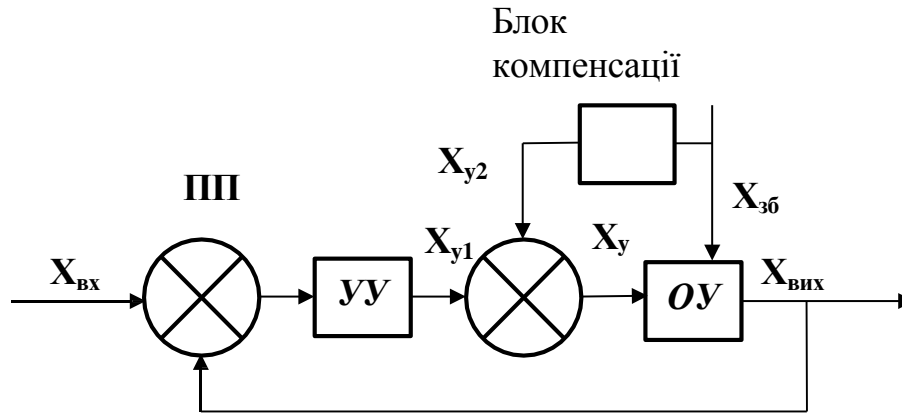 Блок
компенсації
Xу2
ПП
Xзб
Xвх
Xу1
Xу
Xвих
УУ
ОУ